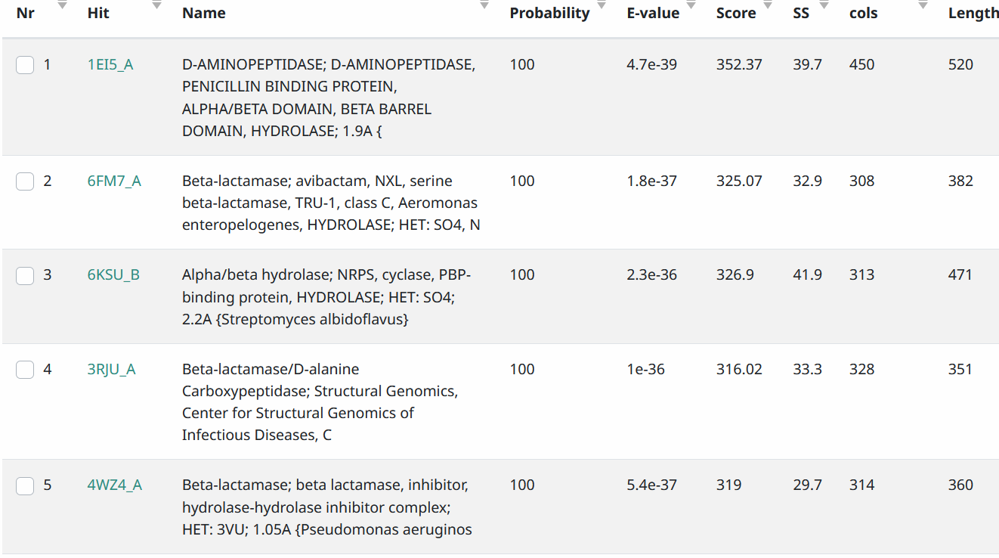 Nr Hit Name Probability E-value Score SS cols Length
1 1EI5_A D-AMINOPEPTIDASE; D-AMINOPEPTIDASE, 100 4.7e-39 352.37 39.7 450 520
PENICILLIN BINDING PROTEIN,
ALPHA/BETA DOMAIN, BETA BARREL
DOMAIN, HYDROLASE; 1.9A {
2 6FM7_A Beta-lactamase; avibactam, NXL, serine 100 1.8e-37 325.07 32.9 308 382
beta-lactamase, TRU-1, class C, Aeromonas
enteropelogenes, HYDROLASE; HET: SO4, N
3 6KSU_B Alpha/beta hydrolase; NRPS, cyclase, PBP- 100 2.3e-36 326.9 41.9 313 471
binding protein, HYDROLASE; HET: SO4;
2.2A {Streptomyces albidoflavus}
4 3RJU_A Beta-lactamase/D-alanine 100 1e-36 316.02 33.3 328 351
Carboxypeptidase; Structural Genomics,
Center for Structural Genomics of
Infectious Diseases, C
5 4WZ4_A Beta-lactamase; beta lactamase, inhibitor, 100 5.4e-37 319 29.7 314 360
hydrolase-hydrolase inhibitor complex;
HET: 3VU; 1.05A {Pseudomonas aeruginos